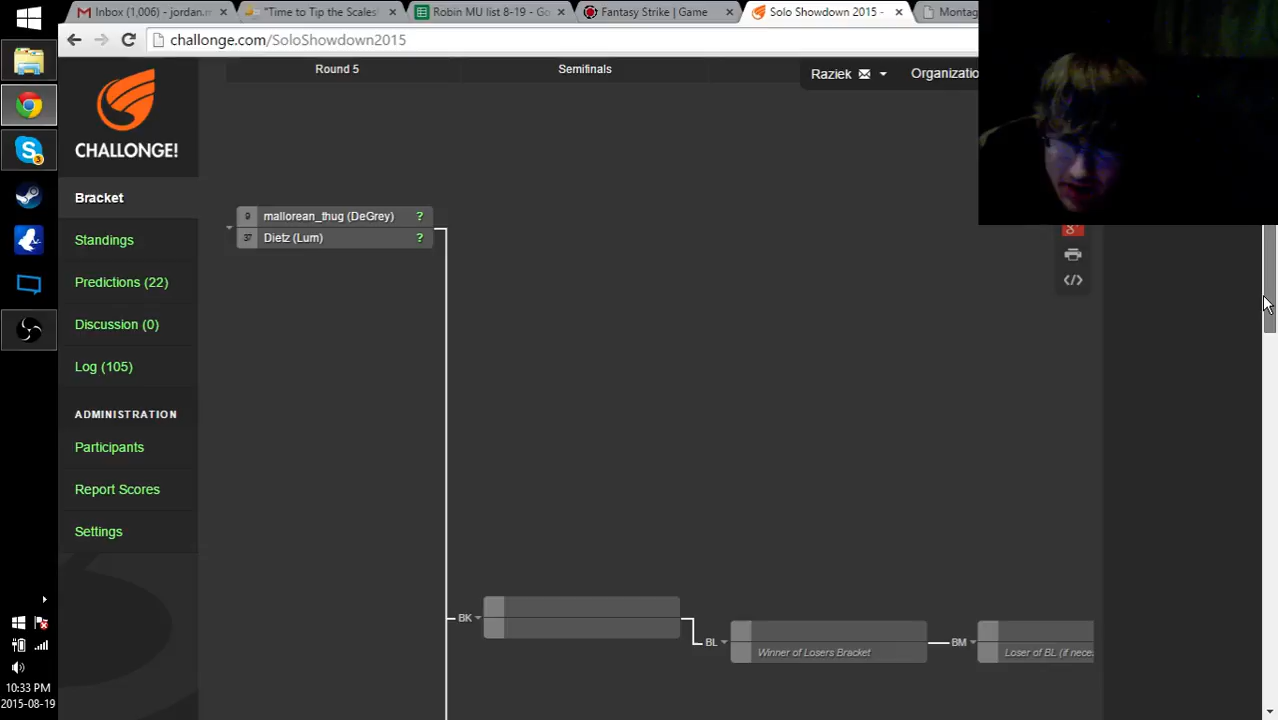 Inbox (1,006) - jordan.m
"Time to Tip the Scales!
Robin MU list 8-19 - Go
Fantasy Strike | Game
Solo Showdown 2015 -
Montag
challonge.com/SoloShowdown2015
Round 5
Semifinals
Raziek
Organizatio
CHALLONGE!
Bracket
Standings
Predictions (22)
Discussion (0)
Log (105)
ADMINISTRATION
Participants
Report Scores
Settings
9 mallorean_thug (DeGrey) ?
37 Dietz (Lum) ?
g+
</>
BK
BL
Winner of Losers Bracket
BM
Loser of BL (if nece
3
10:33 PM
2015-08-19